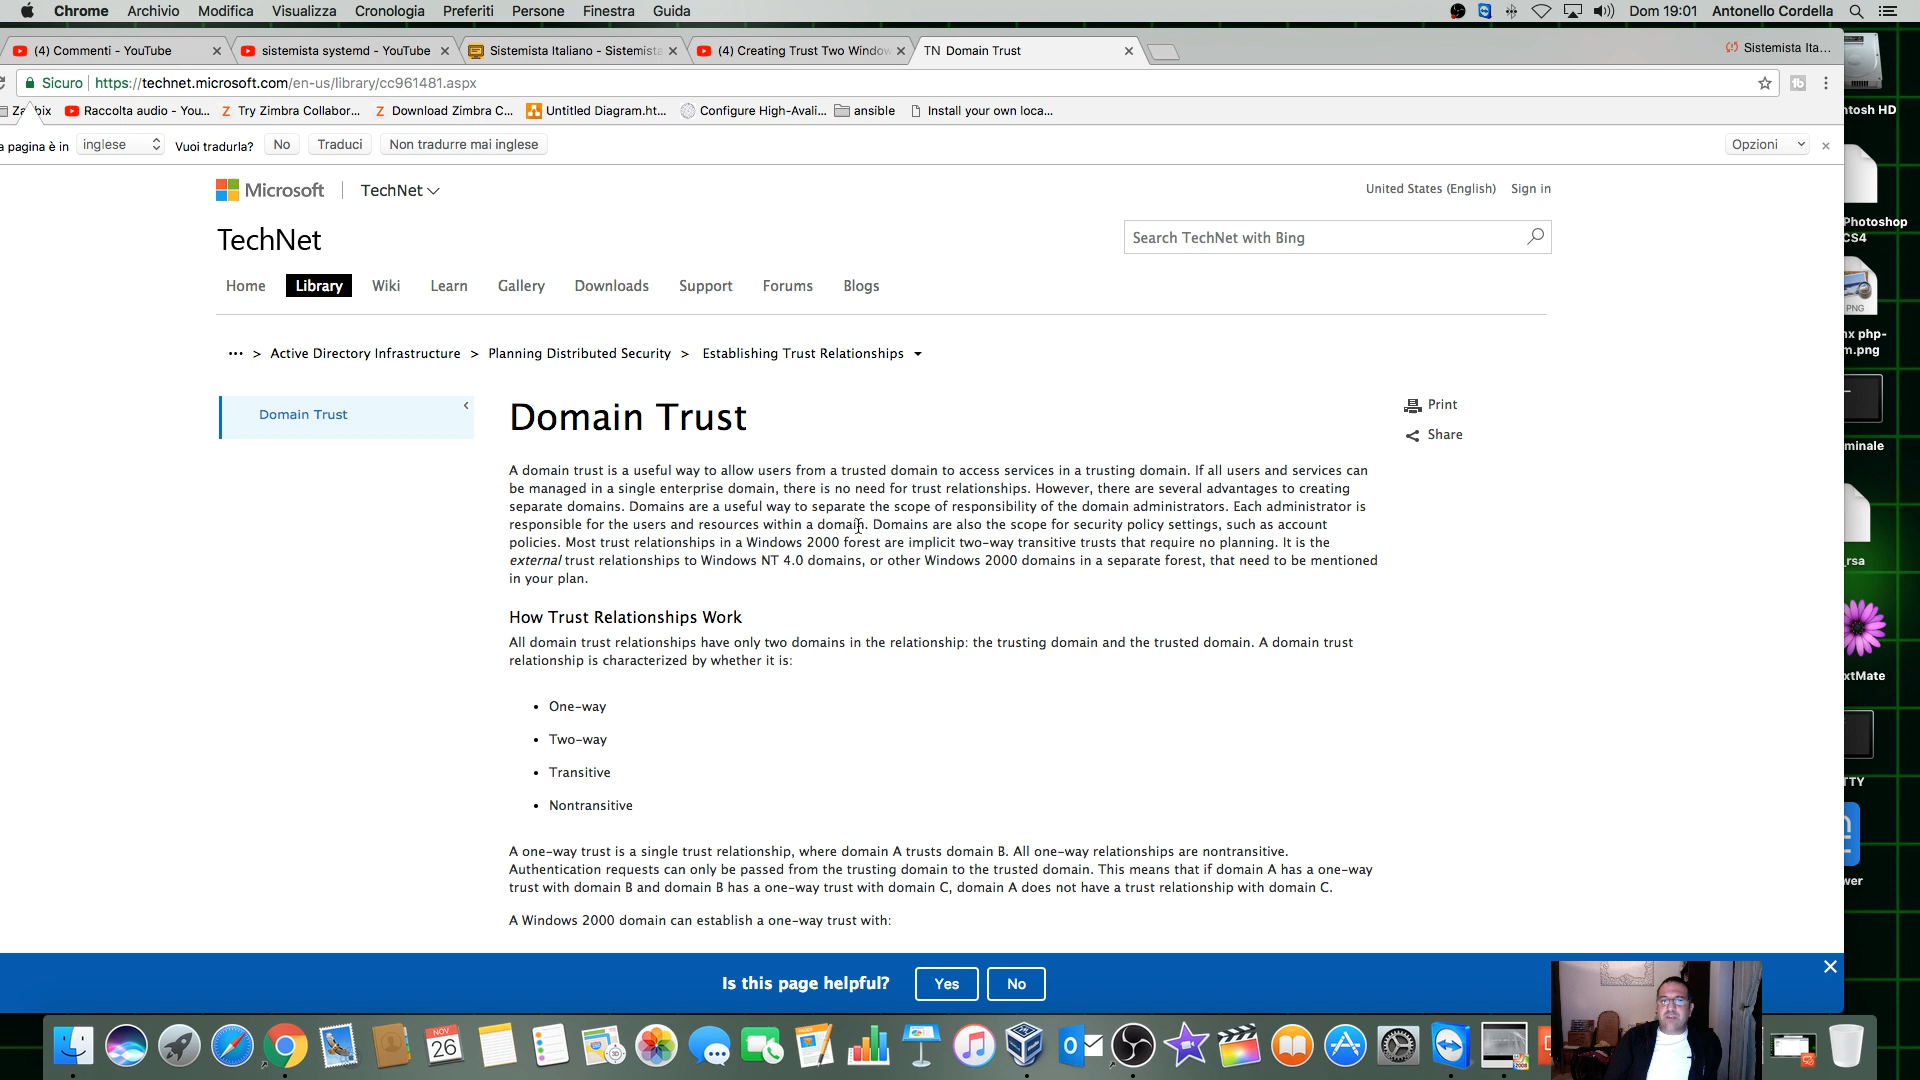 Chrome Archivio Modifica Visualizza Cronologia Preferiti Persone Finestra Guida Dom 19:01 Antonello Cordella
(4) Commenti - YouTube sistemista systemd - YouTube Sistemista Italiano - Sistemista (4) Creating Trust Two Window TN Domain Trust Sistemista Ita...
Sicuro https://technet.microsoft.com/en-us/library/cc961481.aspx
Raccolta audio - You... Z Try Zimbra Collabor... Z Download Zimbra C... Untitled Diagram.ht... Configure High-Avali... ansible Install your own loca...
a pagina è in inglese Vuoi tradurla? No Traduci Non tradurre mai inglese Opzioni
Microsoft TechNet United States (English) Sign in
TechNet Search TechNet with Bing
Home Library Wiki Learn Gallery Downloads Support Forums Blogs
... > Active Directory Infrastructure > Planning Distributed Security > Establishing Trust Relationships
Domain Trust
Domain Trust
Print
Share
A domain trust is a useful way to allow users from a trusted domain to access services in a trusting domain. If all users and services can
be managed in a single enterprise domain, there is no need for trust relationships. However, there are several advantages to creating
separate domains. Domains are a useful way to separate the scope of responsibility of the domain administrators. Each administrator is
responsible for the users and resources within a domain. Domains are also the scope for security policy settings, such as account
policies. Most trust relationships in a Windows 2000 forest are implicit two-way transitive trusts that require no planning. It is the
external trust relationships to Windows NT 4.0 domains, or other Windows 2000 domains in a separate forest, that need to be mentioned
in your plan.
How Trust Relationships Work
All domain trust relationships have only two domains in the relationship: the trusting domain and the trusted domain. A domain trust
relationship is characterized by whether it is:
• One-way
• Two-way
• Transitive
• Nontransitive
A one-way trust is a single trust relationship, where domain A trusts domain B. All one-way relationships are nontransitive.
Authentication requests can only be passed from the trusting domain to the trusted domain. This means that if domain A has a one-way
trust with domain B and domain B has a one-way trust with domain C, domain A does not have a trust relationship with domain C.
A Windows 2000 domain can establish a one-way trust with:
Is this page helpful? Yes No
ntosh HD
Photoshop
CS4
PNG
nx php-
m.png
minale
_rsa
xtMate
TTY
wer
NOV
26
3D
2008